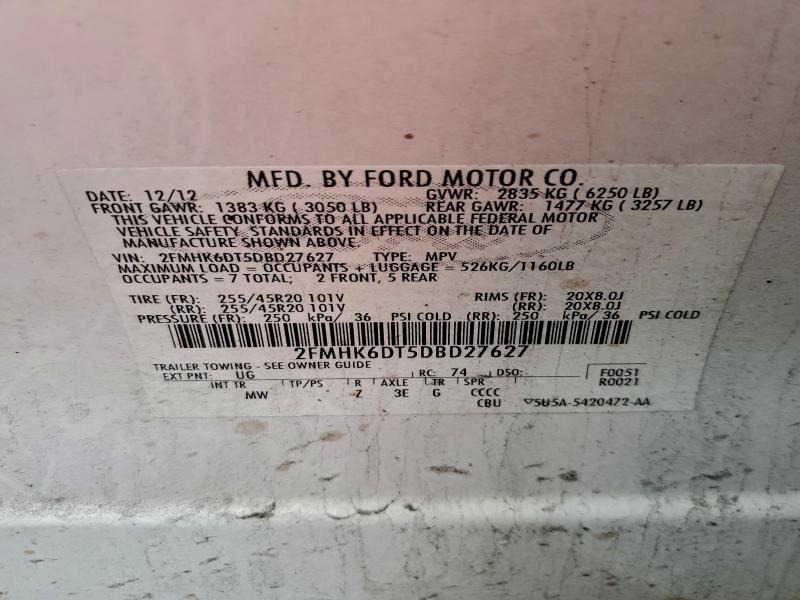 MFD. BY FORD MOTOR CO.
DATE: 12/12 GVWR: 2835 KG ( 6250 LB)
FRONT GAWR: 1383 KG ( 3050 LB) REAR GAWR: 1477 KG ( 3257 LB)
THIS VEHICLE CONFORMS TO ALL APPLICABLE FEDERAL MOTOR
VEHICLE SAFETY STANDARDS IN EFFECT ON THE DATE OF
MANUFACTURE SHOWN ABOVE.
VIN: 2FMHK6DT5DBD27627 TYPE: MPV
MAXIMUM LOAD = OCCUPANTS + LUGGAGE = 526KG/1160LB
OCCUPANTS = 7 TOTAL; 2 FRONT, 5 REAR
TIRE (FR): 255/45R20 101V RIMS (FR): 20X8.0J
(RR): 255/45R20 101V (RR): 20X8.0J
PRESSURE (FR): 250 kPa/ 36 PSI COLD (RR): 250 kPa/36 PSI COLD
2FMHK6DT5DBD27627
TRAILER TOWING - SEE OWNER GUIDE
EXT PNT: UG RC: 74 DSO: F0051
R0021
INT TR TP/PS R AXLE TR SPR
MW Z 3E G CCCC
CBU ▽5U5A-5420472-AA